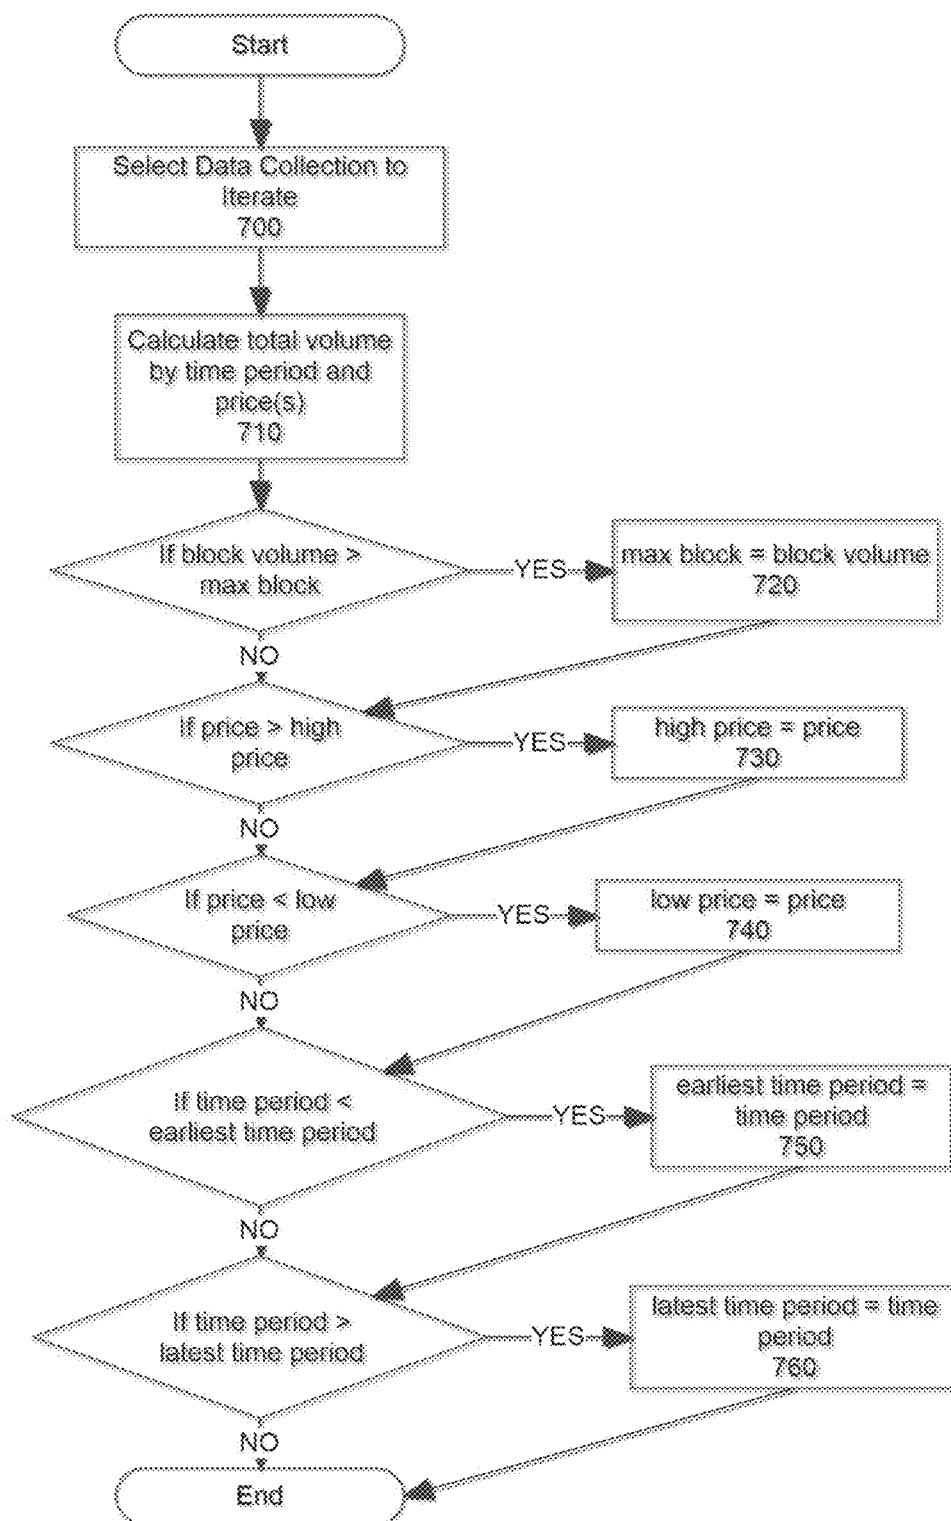 Start
Select Data Collection to
Iterate
700
Calculate total volume
by time period and
price(s)
710
If block volume >
max block
YES
max block = block volume
720
NO
If price > high
price
YES
high price = price
730
NO
If price < low
price
YES
low price = price
740
NO
If time period <
earliest time period
YES
earliest time period =
time period
750
NO
If time period >
latest time period
YES
latest time period = time
period
760
NO
End